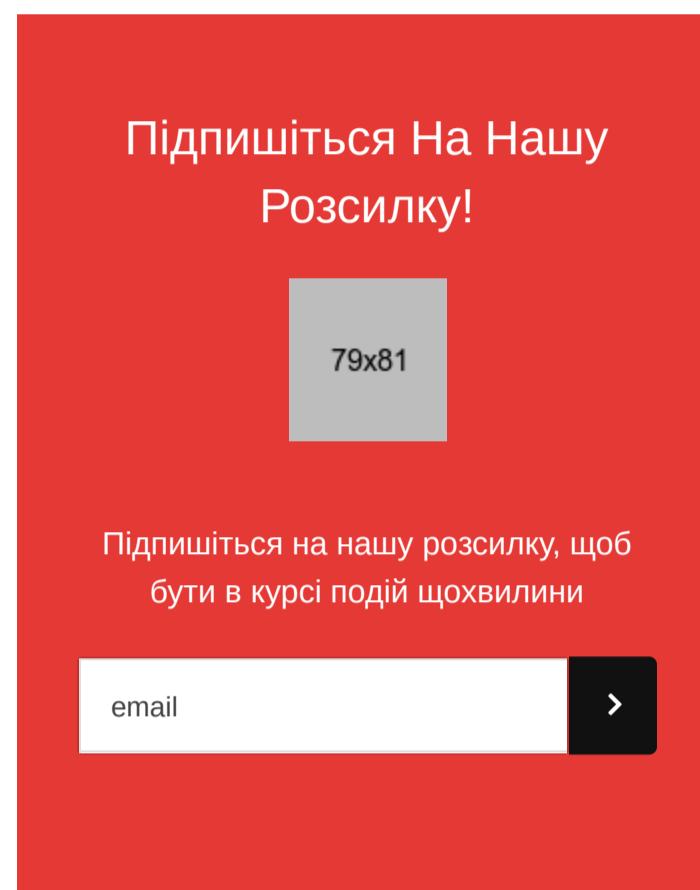 Підпишіться На Нашу
Розсилку!
79x81
Підпишіться на нашу розсилку, щоб
бути в курсі подій щохвилини
email